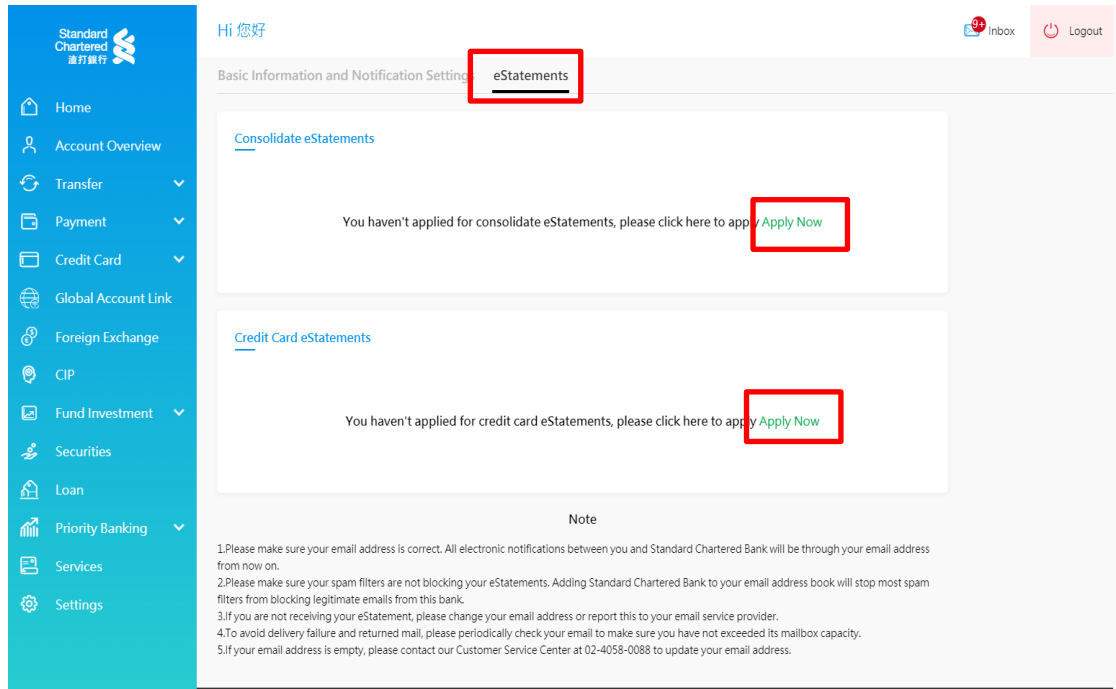 Standard
Chartered
渣打銀行
Home
Account Overview
Transfer
Payment
Credit Card
Global Account Link
Foreign Exchange
CIP
Fund Investment
Securities
Loan
Priority Banking
Services
Settings
Hi 您好
9+
Inbox
Logout
Basic Information and Notification Settings
eStatements
Consolidate eStatements
You haven't applied for consolidate eStatements, please click here to apply Apply Now
Credit Card eStatements
You haven't applied for credit card eStatements, please click here to apply Apply Now
Note
1.Please make sure your email address is correct. All electronic notifications between you and Standard Chartered Bank will be through your email address
from now on.
2.Please make sure your spam filters are not blocking your eStatements. Adding Standard Chartered Bank to your email address book will stop most spam
filters from blocking legitimate emails from this bank.
3.If you are not receiving your eStatement, please change your email address or report this to your email service provider.
4.To avoid delivery failure and returned mail, please periodically check your email to make sure you have not exceeded its mailbox capacity.
5.If your email address is empty, please contact our Customer Service Center at 02-4058-0088 to update your email address.